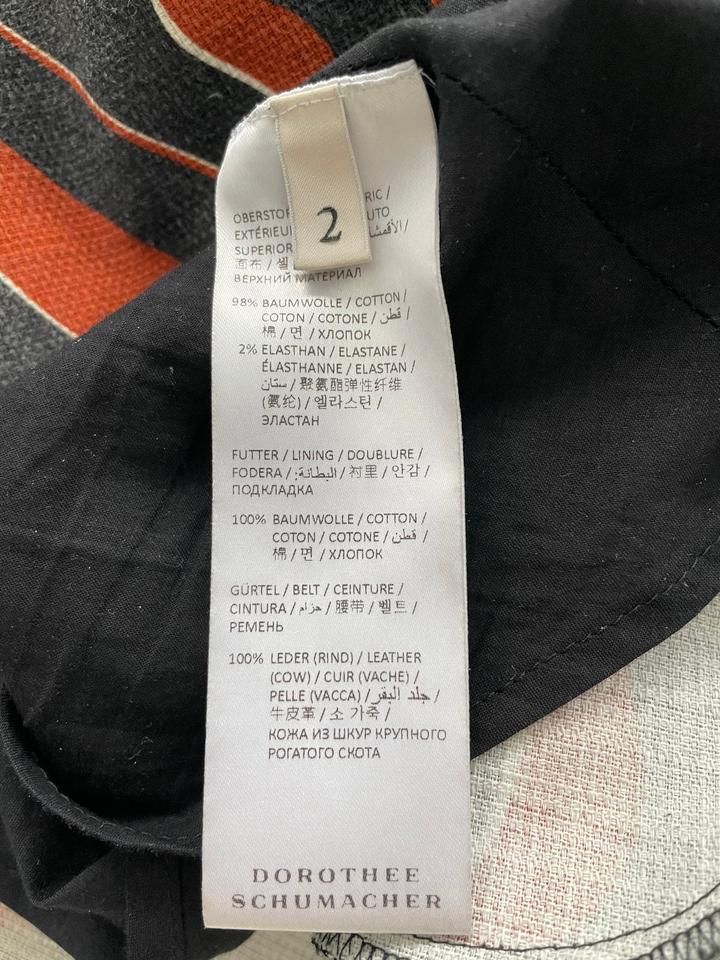 2
RIC /
OBERSTOF UTO
EXTÉRIEU الأقمشة/
SUPERIOR
面布 /
ВЕРХНИЙ МАТЕРИАЛ
98% BAUMWOLLE / COTTON /
COTON / COTONE / قطن /
棉 / 면 / ХЛОПОК
2% ELASTHAN / ELASTANE /
ÉLASTHANNE / ELASTAN /
ستان / 聚氨酯弹性纤维
(氨纶) / 엘라스틴 /
ЭЛАСТАН
FUTTER / LINING / DOUBLURE /
FODERA / البطانة: / 衬里 / 안감 /
ПОДКЛАДКА
100% BAUMWOLLE / COTTON /
COTON / COTONE / قطن /
棉 / 면 / ХЛОПОК
GÜRTEL / BELT / CEINTURE /
CINTURA / حزام / 腰带 / 벨트 /
РЕМЕНЬ
100% LEDER (RIND) / LEATHER
(COW) / CUIR (VACHE) /
PELLE (VACCA) / جلد البقر /
牛皮革 / 소 가죽 /
КОЖА ИЗ ШКУР КРУПНОГО
РОГАТОГО СКОТА
DOROTHEE
SCHUMACHER